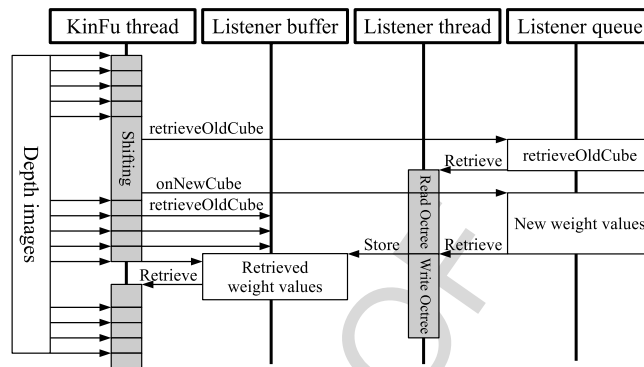 KinFu thread
Listener buffer
Listener thread
Listener queue
Depth images
Shifting
retrieveOldCube
retrieveOldCube
Retrieve
onNewCube
retrieveOldCube
Read Octree
New weight values
Store
Retrieve
Retrieved
weight values
Retrieve
Write Octree
OF